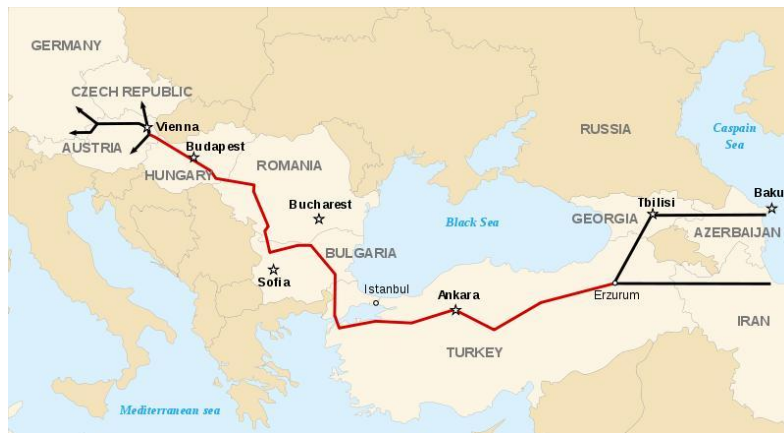 GERMANY
CZECH REPUBLIC
Vienna
AUSTRIA
Budapest
HUNGARY
ROMANIA
Bucharest
BULGARIA
Sofia
Black Sea
Istanbul
Ankara
TURKEY
Mediterranean sea
RUSSIA
Caspain
Sea
Tbilisi
Baku
GEORGIA
AZERBAIJAN
Erzurum
IRAN